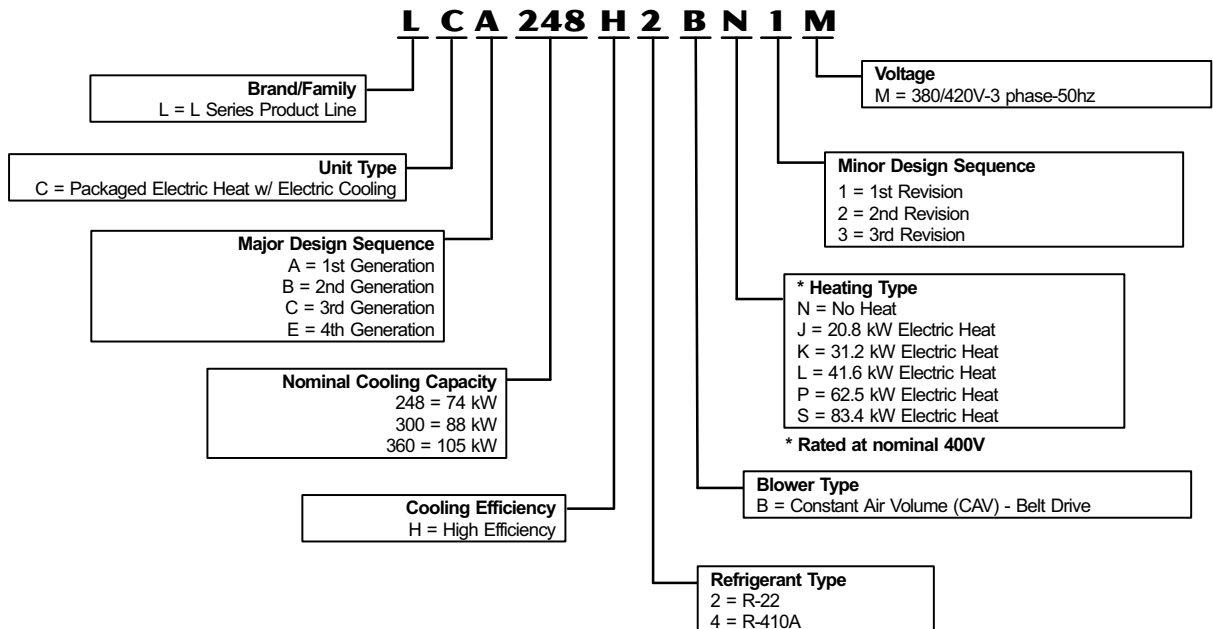 L C A 248 H 2 B N 1 M
Brand/Family
L = L Series Product Line
Unit Type
C = Packaged Electric Heat w/ Electric Cooling
Major Design Sequence
A = 1st Generation
B = 2nd Generation
C = 3rd Generation
E = 4th Generation
Nominal Cooling Capacity
248 = 74 kW
300 = 88 kW
360 = 105 kW
Cooling Efficiency
H = High Efficiency
Voltage
M = 380/420V-3 phase-50hz
Minor Design Sequence
1 = 1st Revision
2 = 2nd Revision
3 = 3rd Revision
* Heating Type
N = No Heat
J = 20.8 kW Electric Heat
K = 31.2 kW Electric Heat
L = 41.6 kW Electric Heat
P = 62.5 kW Electric Heat
S = 83.4 kW Electric Heat
* Rated at nominal 400V
Blower Type
B = Constant Air Volume (CAV) - Belt Drive
Refrigerant Type
2 = R-22
4 = R-410A